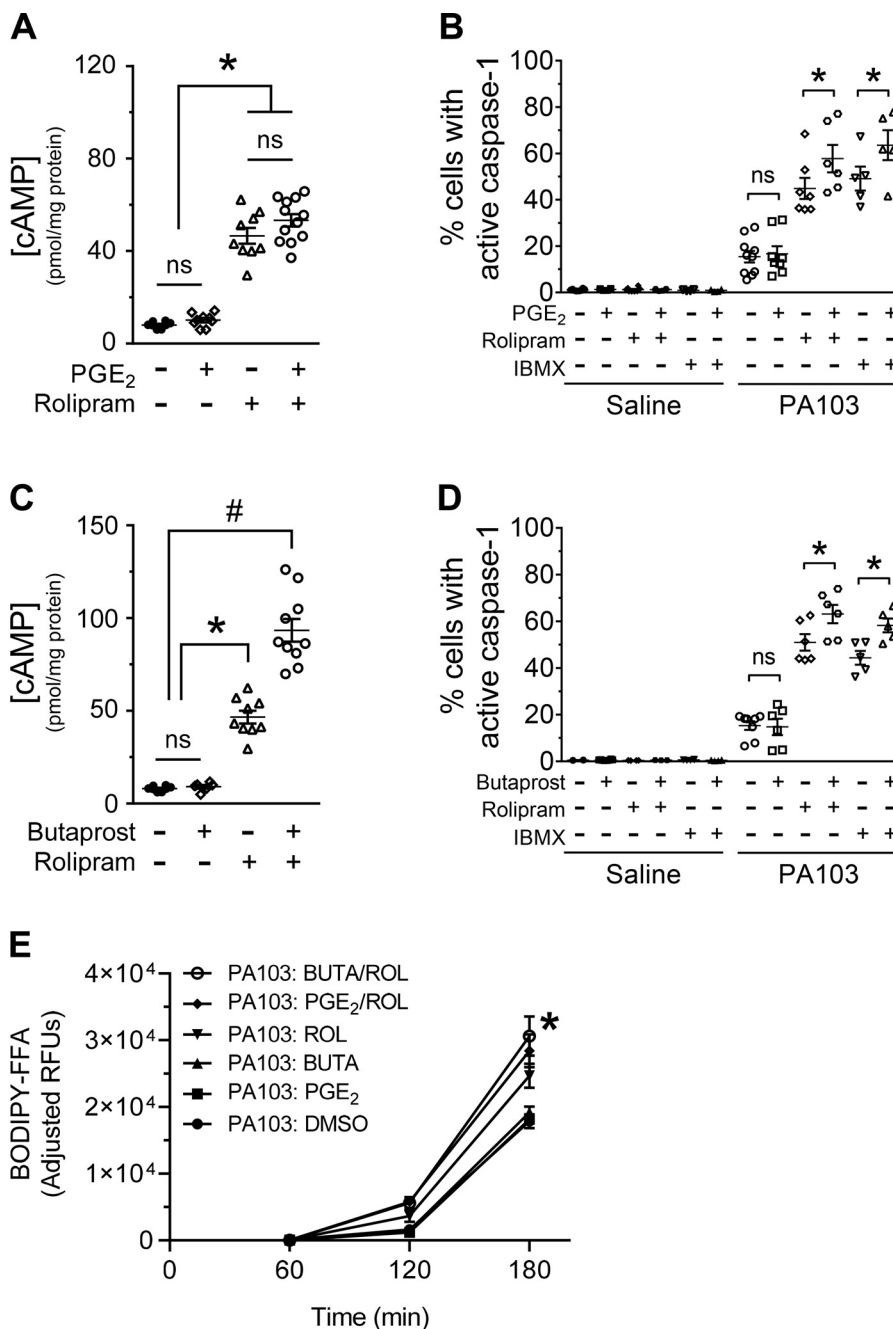 A
120
80
40
0
[cAMP]
(pmol/mg protein)
*
ns
ns
PGE₂ – + – +
Rolipram – – + +
B
100
80
60
40
20
0
% cells with
active caspase-1
ns
* *
PGE₂ – + – + – + – + – + – +
Rolipram – – + + – – – – + + – –
IBMX – – – – + + – – – – + +
Saline PA103
C
150
100
50
0
[cAMP]
(pmol/mg protein)
#
*
ns
Butaprost – + – +
Rolipram – – + +
D
100
80
60
40
20
0
% cells with
active caspase-1
ns
* *
Butaprost – + – + – + – + – + – +
Rolipram – – + + – – – – + + – –
IBMX – – – – + + – – – – + +
Saline PA103
E
4×10⁴
3×10⁴
2×10⁴
1×10⁴
0
BODIPY-FFA
(Adjusted RFUs)
PA103: BUTA/ROL
PA103: PGE₂/ROL
PA103: ROL
PA103: BUTA
PA103: PGE₂
PA103: DMSO
*
0 60 120 180
Time (min)